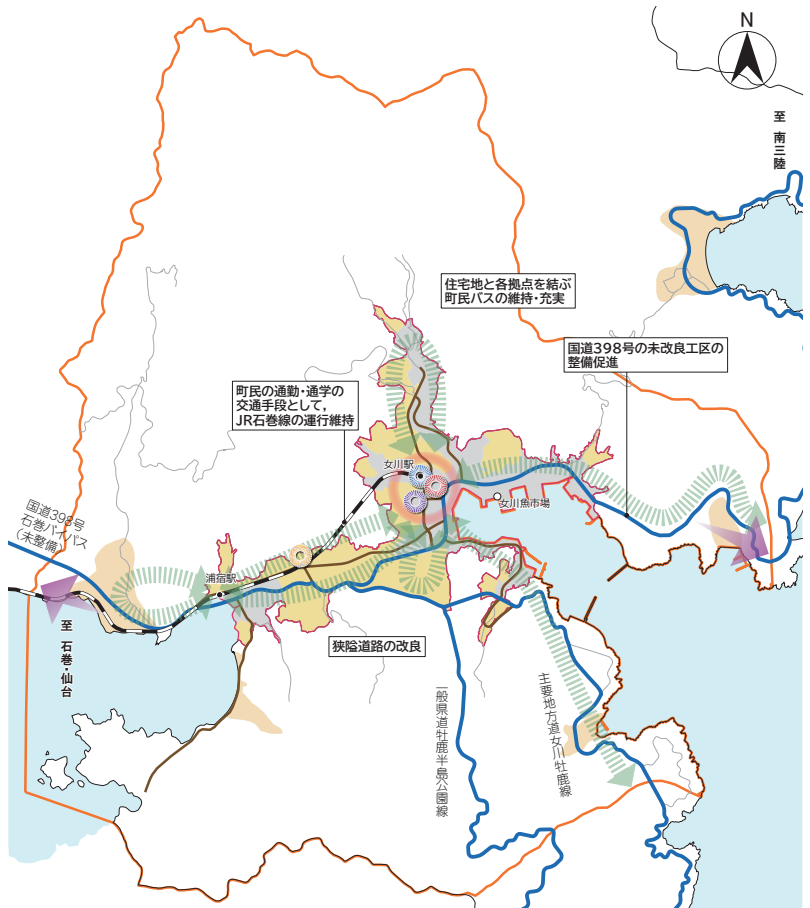 N
至 南三陸
住宅地と各拠点を結ぶ
町民バスの維持・充実
国道398号の未改良工区の
整備促進
町民の通勤・通学の
交通手段として，
JR石巻線の運行維持
女川駅
女川魚市場
国道398号
石巻バイパス
（未整備
浦宿駅
狭隘道路の改良
至 石巻・仙台
一般県道牡鹿半島公園線
主要地方道女川牡鹿線